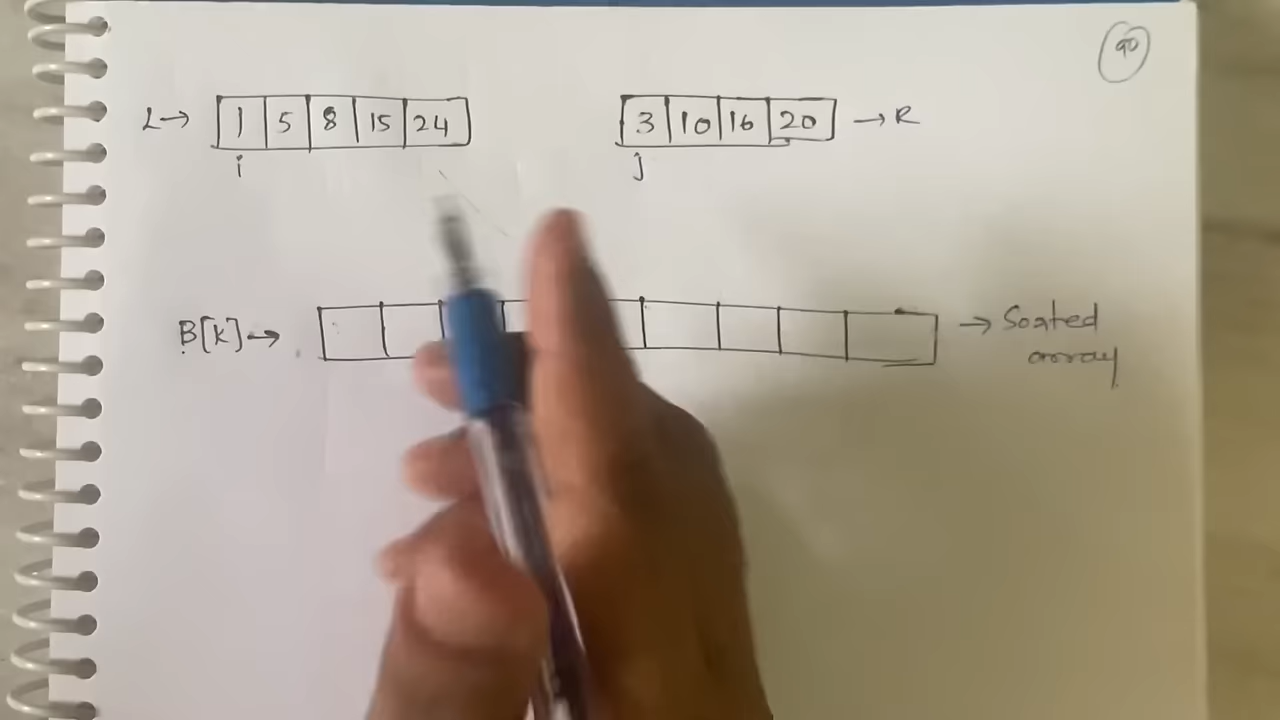 90
L→ 1 5 8 15 24
3 10 16 20 →R
i
j
B[K]→
→ Sorted
array